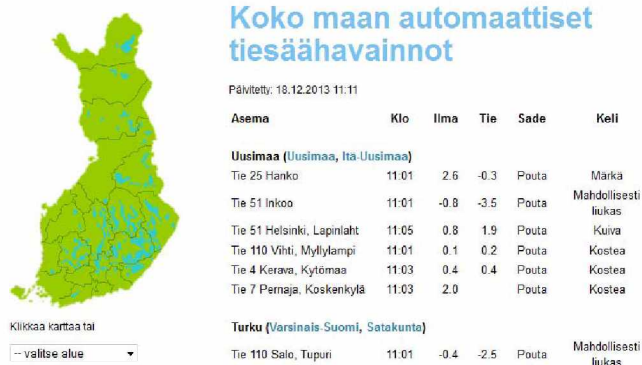 Koko maan automaattiset
tiesäähavainnot
Päivitetty: 18.12.2013 11:11
Asema Klo Ilma Tie Sade Keli
Uusimaa (Uusimaa, Itä-Uusimaa)
Tie 25 Hanko 11:01 2.6 -0.3 Pouta Märkä
Tie 51 Inkoo 11:01 -0.8 -3.5 Pouta Mahdollisesti liukas
Tie 51 Helsinki, Lapinlaht 11:05 0.8 1.9 Pouta Kuiva
Tie 110 Vihti, Myllylampi 11:01 0.1 0.2 Pouta Kostea
Tie 4 Kerava, Kytömaa 11:03 0.4 0.4 Pouta Kostea
Tie 7 Pernaja, Koskenkylä 11:03 2.0 Pouta Kostea
Klikkaa karttaa tai
-- valitse alue
Turku (Varsinais-Suomi, Satakunta)
Tie 110 Salo, Tupuri 11:01 -0.4 -2.5 Pouta Mahdollisesti liukas